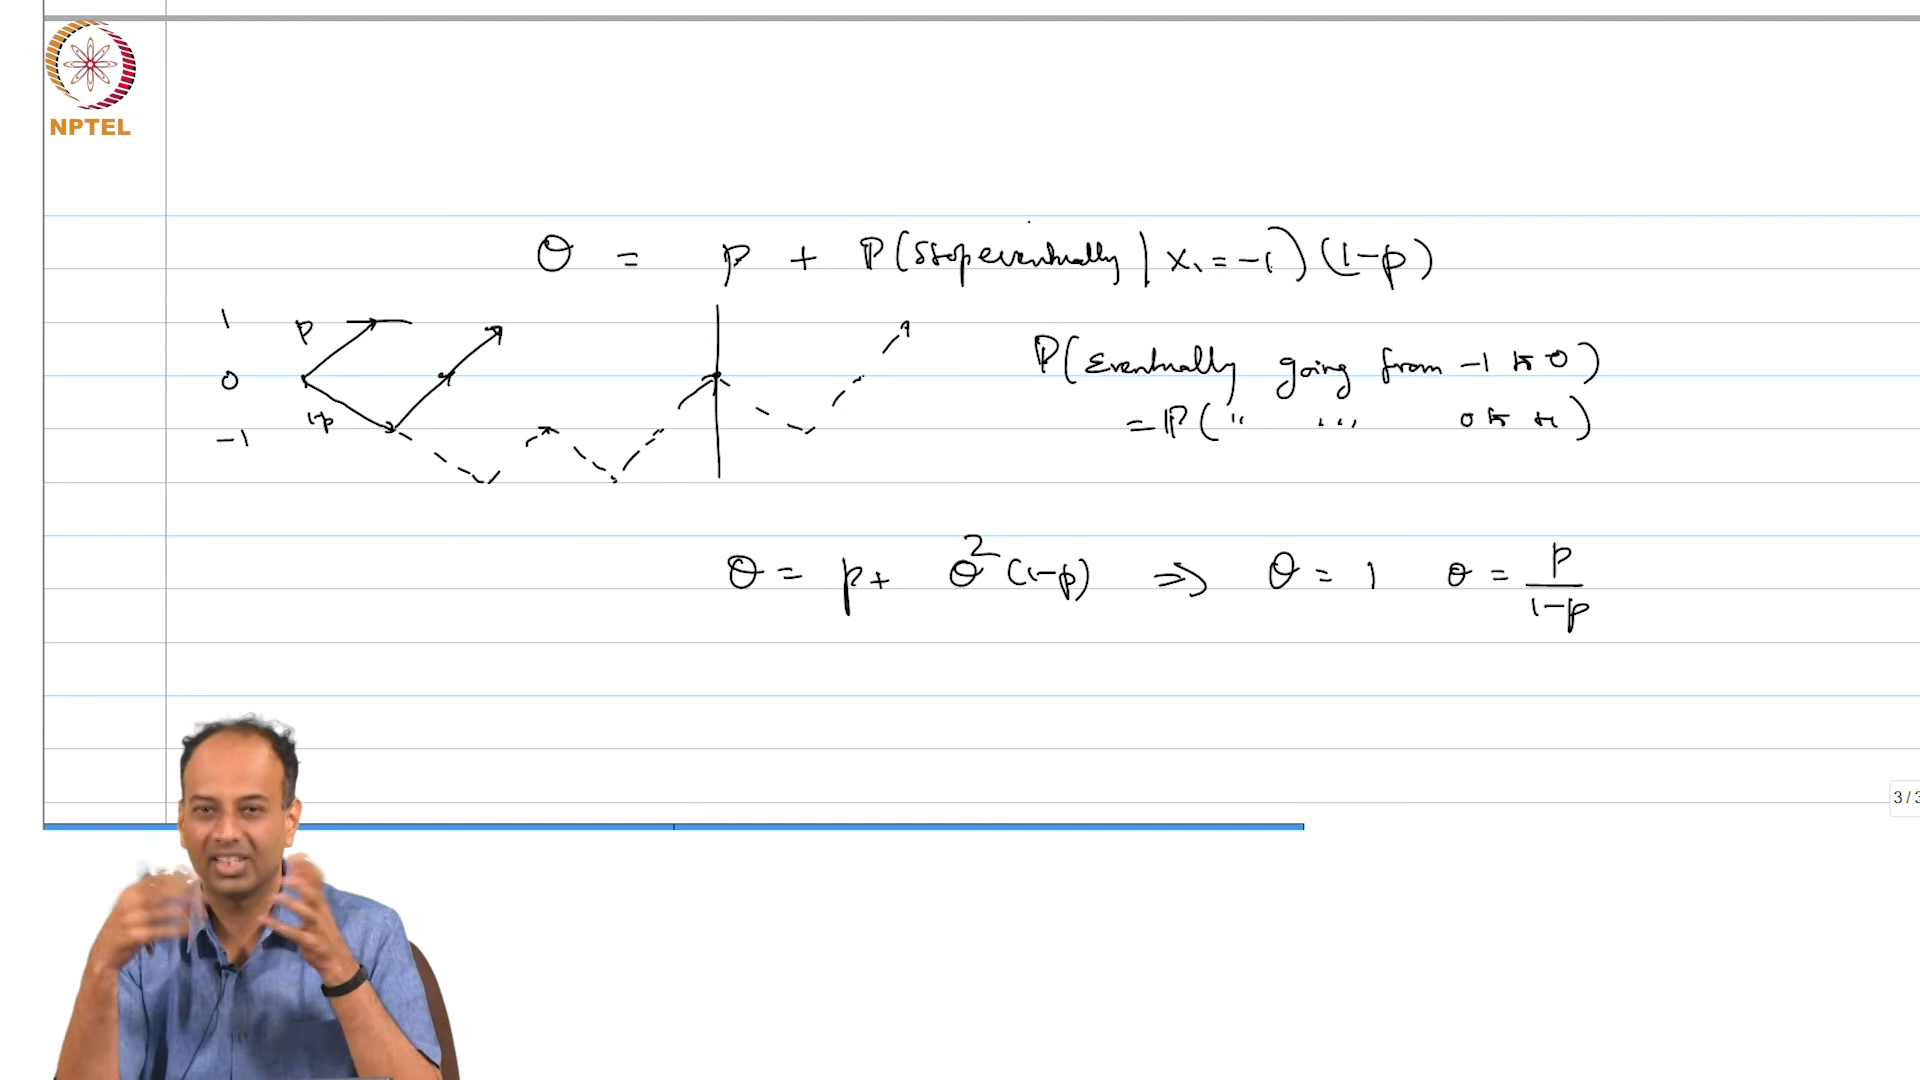 NPTEL
θ = p + P(Stop eventually | X₁ = -1)(1-p)
1
p
0
1-p
-1
P(Eventually going from -1 to 0)
= P( " ... 0 to +1)
θ = p + θ²(1-p) ⇒ θ = 1 θ = p/(1-p)
3 / 3